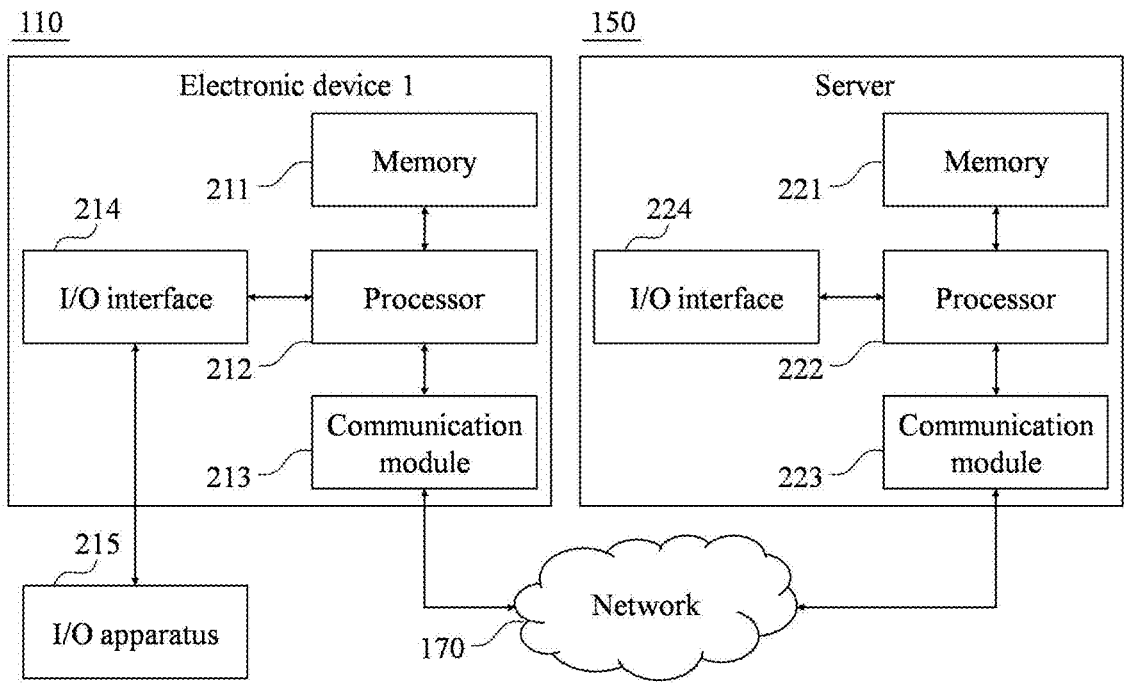 110
Electronic device 1
Memory
211
214
I/O interface
Processor
212
Communication
module
213
215
I/O apparatus
150
Server
Memory
221
224
I/O interface
Processor
222
Communication
module
223
Network
170